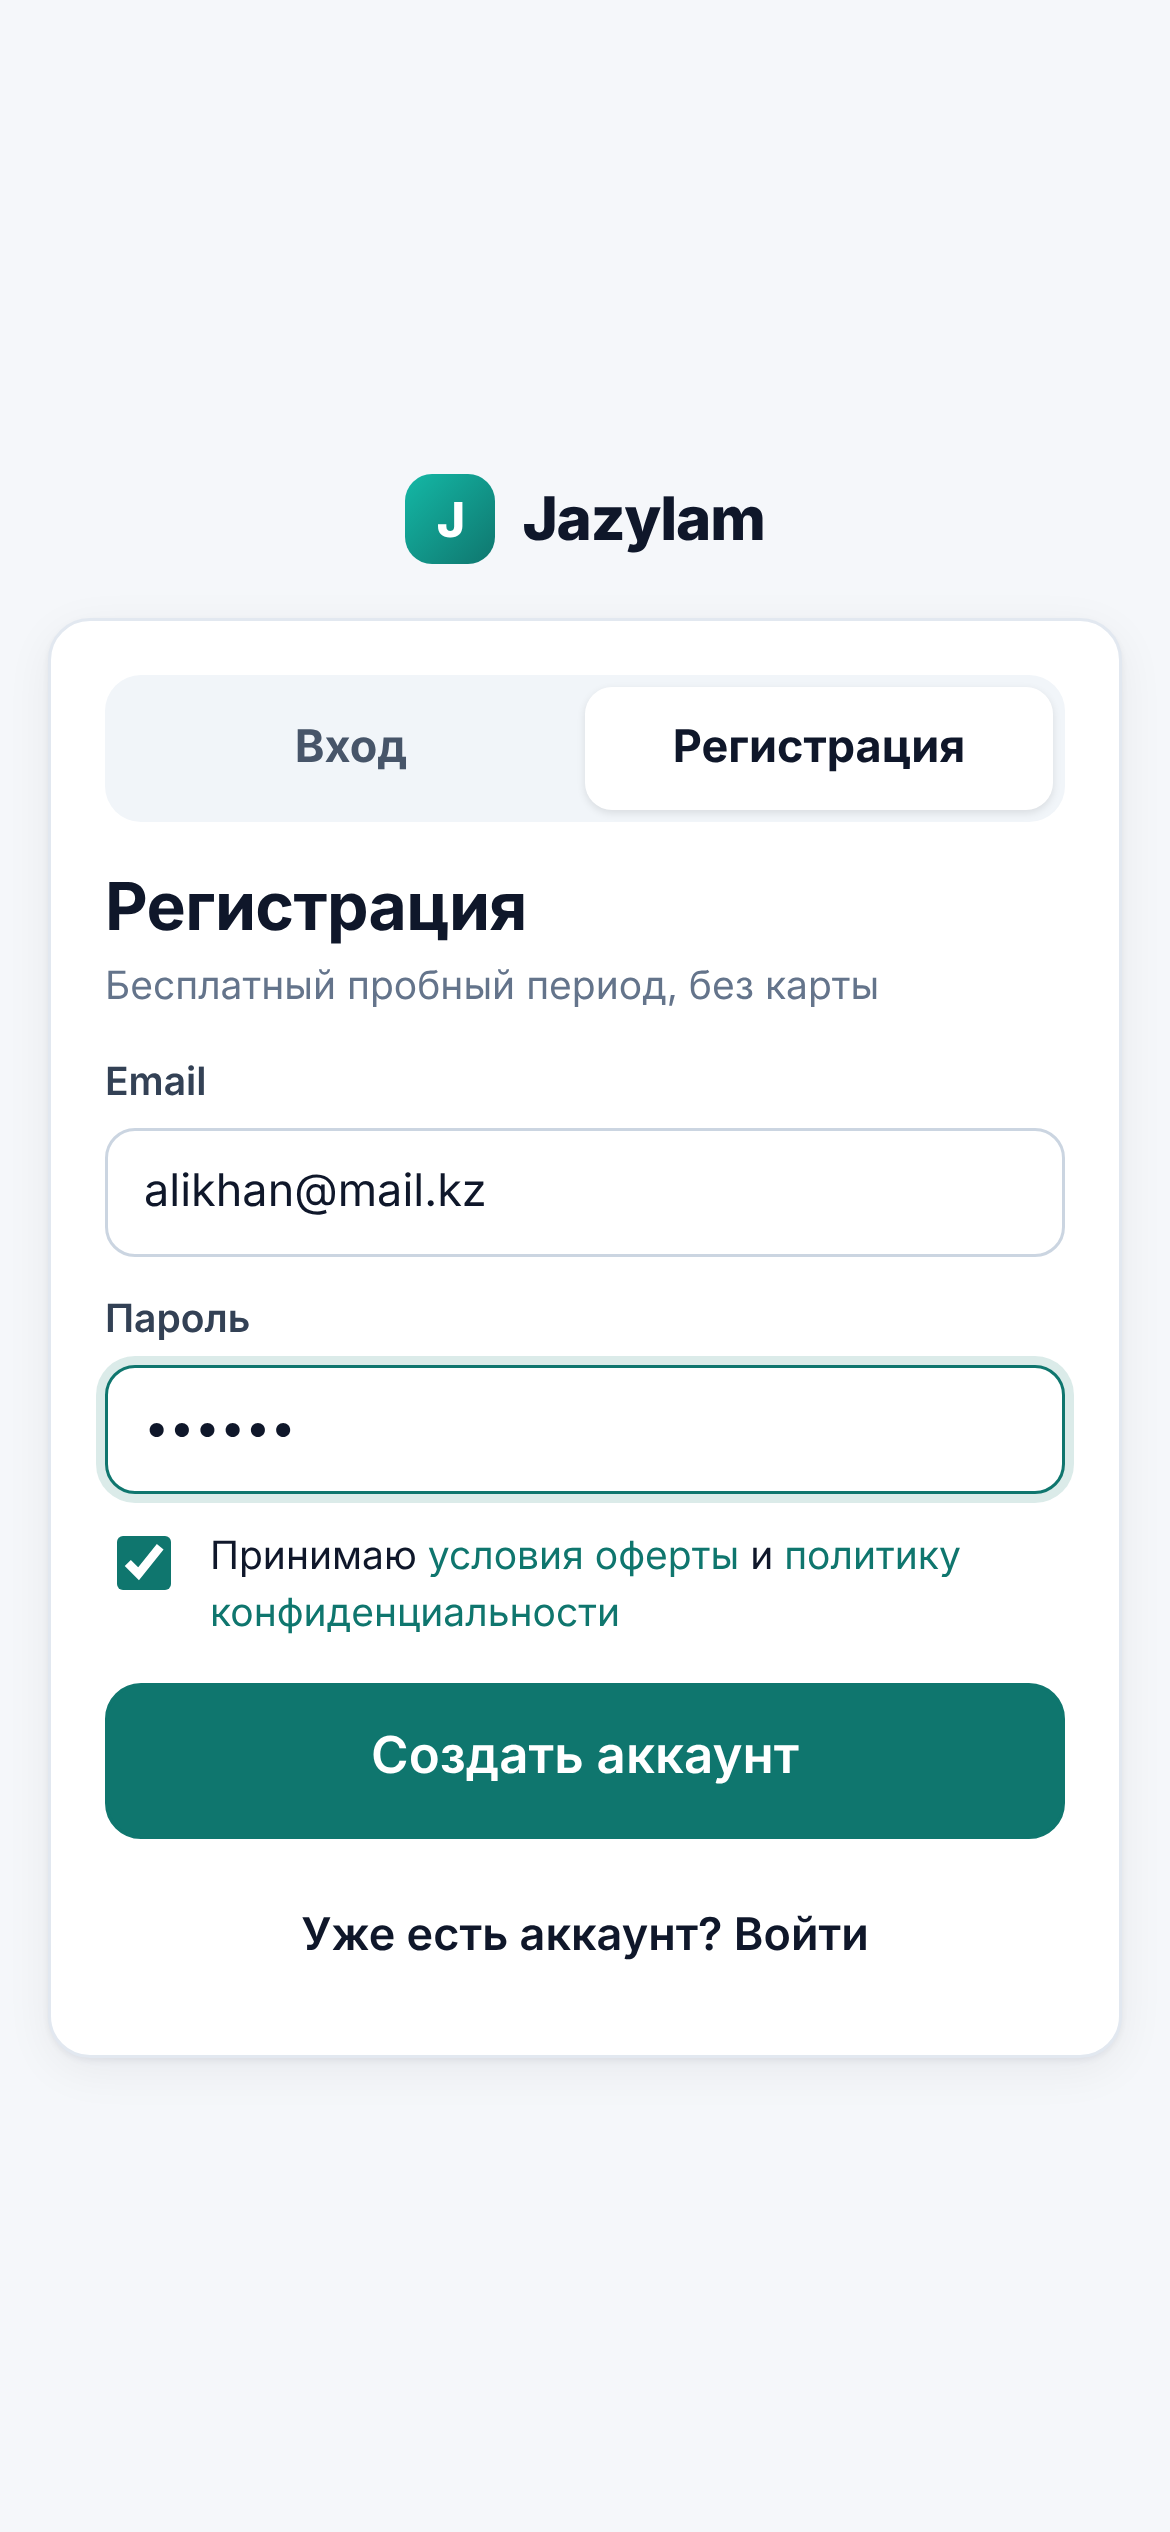 J Jazylam
Вход Регистрация
Регистрация
Бесплатный пробный период, без карты
Email
alikhan@mail.kz
Пароль
••••••
Принимаю условия оферты и политику
конфиденциальности
Создать аккаунт
Уже есть аккаунт? Войти